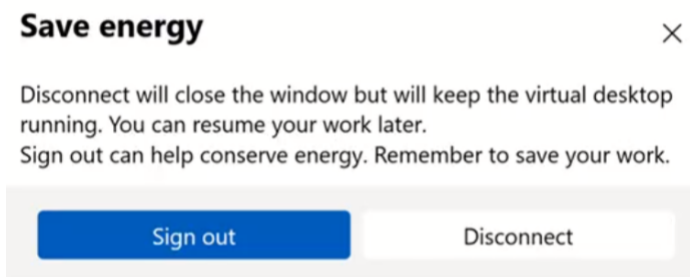 Save energy
Disconnect will close the window but will keep the virtual desktop
running. You can resume your work later.
Sign out can help conserve energy. Remember to save your work.
Sign out
Disconnect